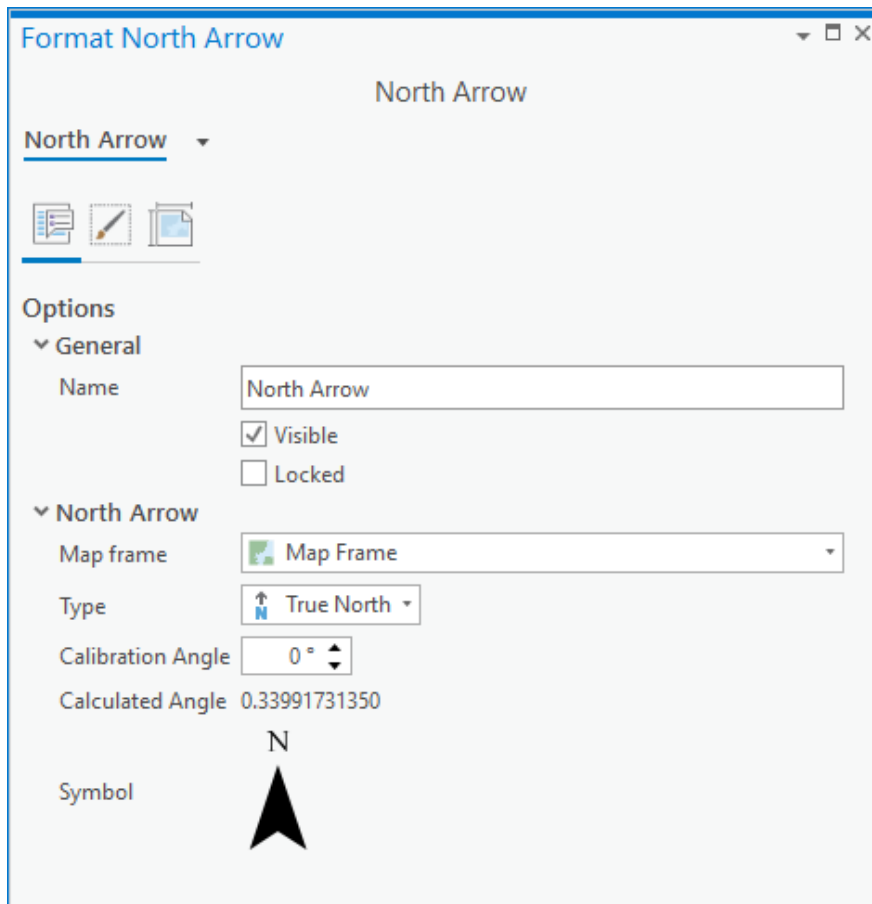 Format North Arrow
North Arrow
North Arrow
Options
General
Name North Arrow
Visible
Locked
North Arrow
Map frame Map Frame
Type N True North
Calibration Angle 0 °
Calculated Angle 0.33991731350
N
Symbol